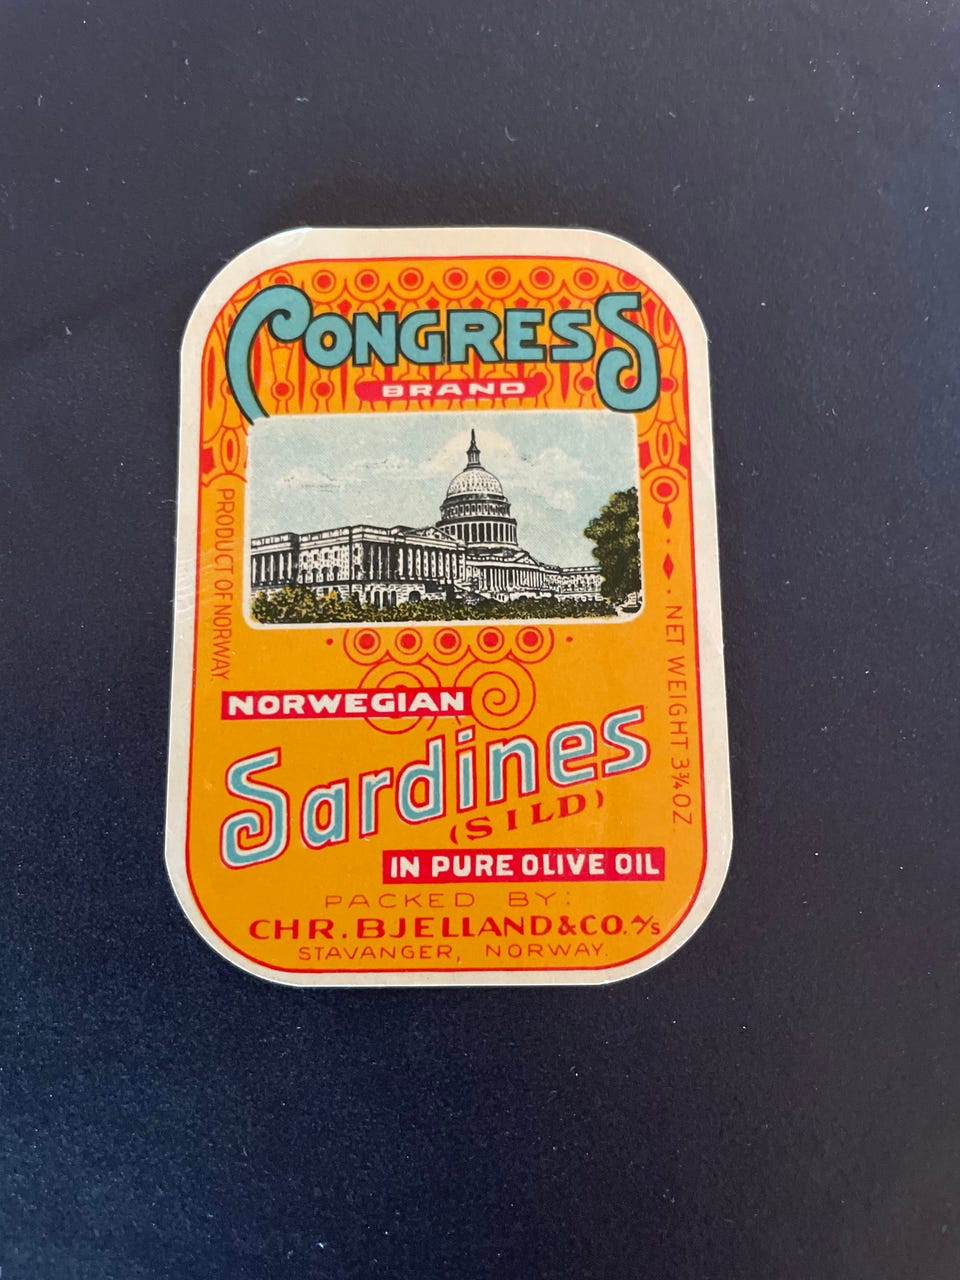 CONGRESS
BRAND
PRODUCT OF NORWAY.
NET WEIGHT 3¾ OZ.
NORWEGIAN
Sardines
(SILD)
IN PURE OLIVE OIL
PACKED BY:
CHR. BJELLAND & CO. A/S
STAVANGER, NORWAY.